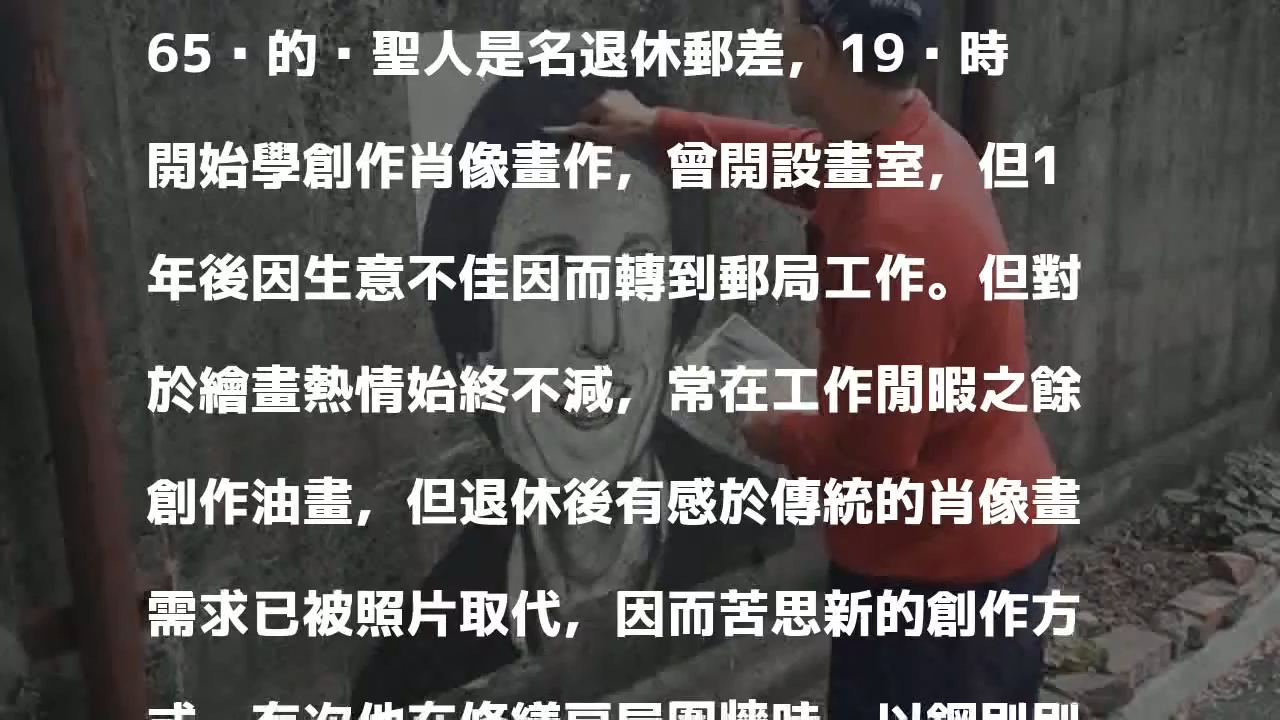 65▪的▪聖人是名退休郵差，19▪時
開始學創作肖像畫作，曾開設畫室，但1
年後因生意不佳因而轉到郵局工作。但對
於繪畫熱情始終不減，常在工作閒暇之餘
創作油畫，但退休後有感於傳統的肖像畫
需求已被照片取代，因而苦思新的創作方